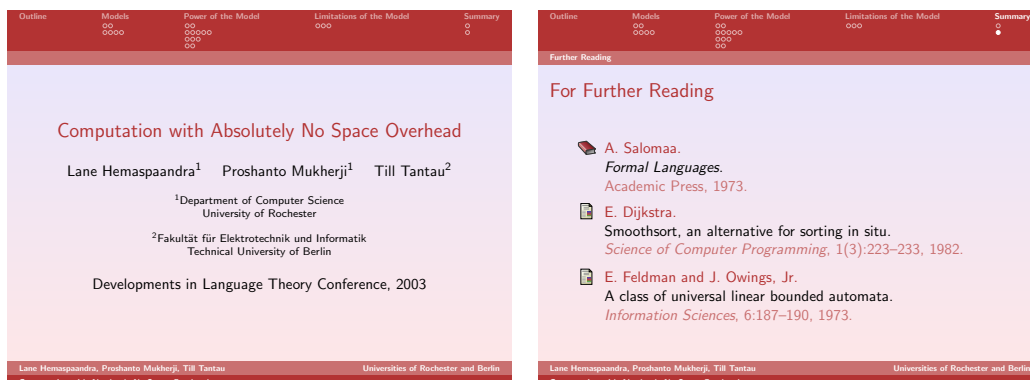 Outline Models Power of the Model Limitations of the Model Summary
Computation with Absolutely No Space Overhead
Lane Hemaspaandra¹ Proshanto Mukherji¹ Till Tantau²
¹Department of Computer Science
University of Rochester
²Fakultät für Elektrotechnik und Informatik
Technical University of Berlin
Developments in Language Theory Conference, 2003
Lane Hemaspaandra, Proshanto Mukherji, Till Tantau Universities of Rochester and Berlin
Outline Models Power of the Model Limitations of the Model Summary
Further Reading
For Further Reading
A. Salomaa.
Formal Languages.
Academic Press, 1973.
E. Dijkstra.
Smoothsort, an alternative for sorting in situ.
Science of Computer Programming, 1(3):223–233, 1982.
E. Feldman and J. Owings, Jr.
A class of universal linear bounded automata.
Information Sciences, 6:187–190, 1973.
Lane Hemaspaandra, Proshanto Mukherji, Till Tantau Universities of Rochester and Berlin